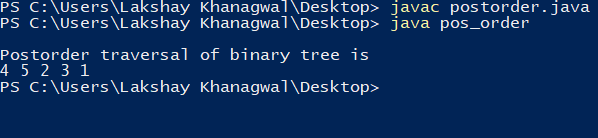 PS C:\Users\Lakshay Khanagwal\Desktop> javac postorder.java
PS C:\Users\Lakshay Khanagwal\Desktop> java pos_order
Postorder traversal of binary tree is
4 5 2 3 1
PS C:\Users\Lakshay Khanagwal\Desktop>